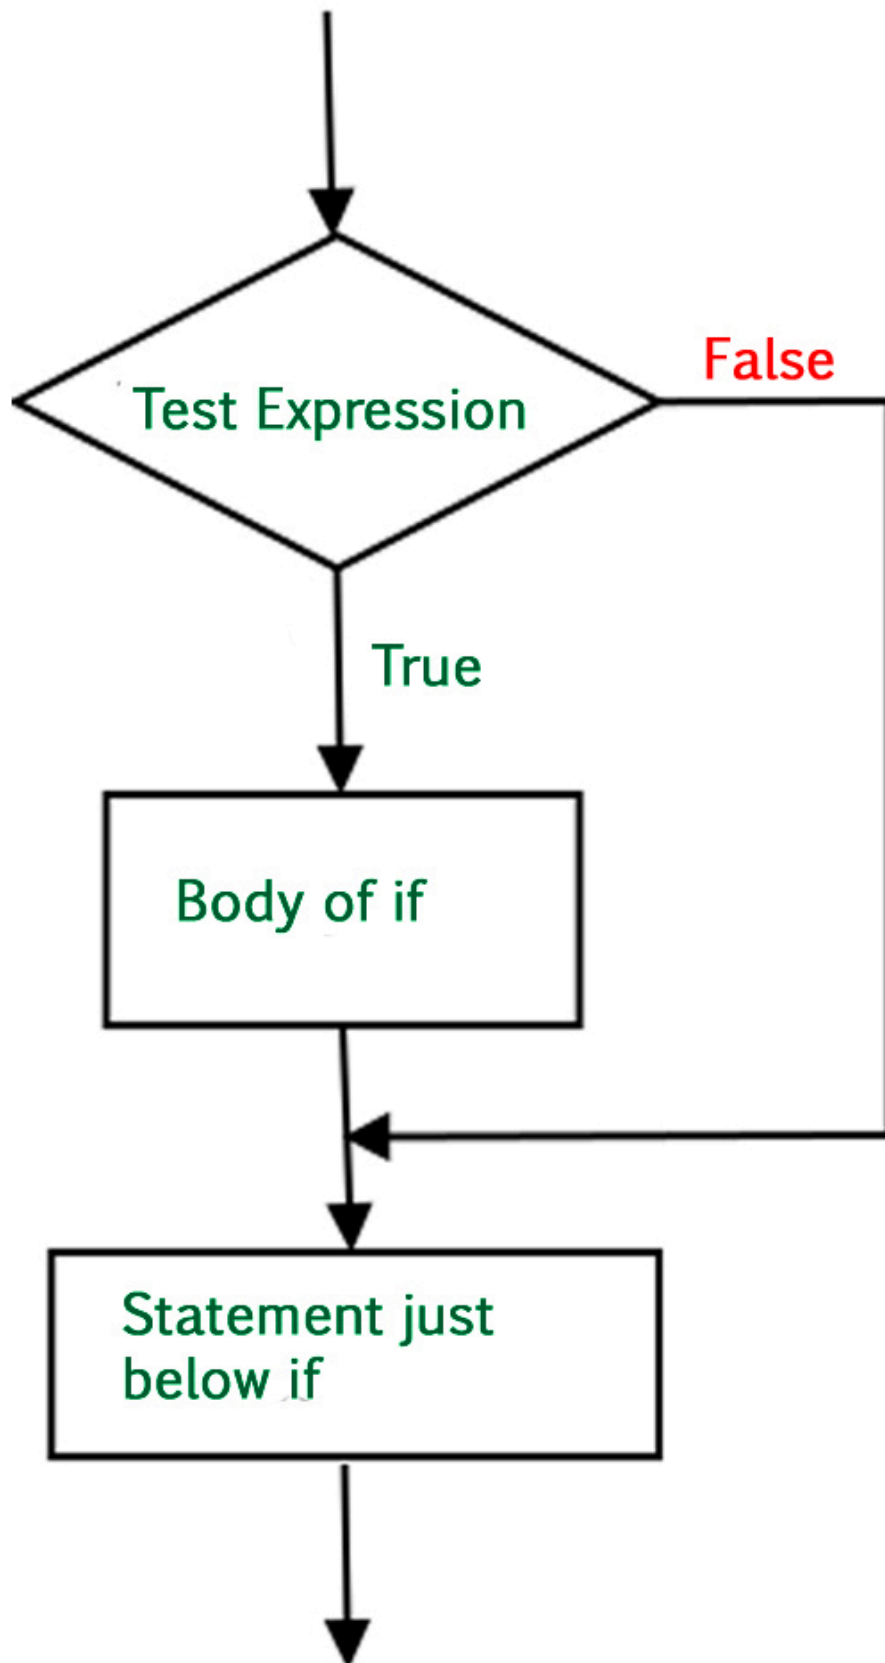 False
Test Expression
True
Body of if
Statement just
below if